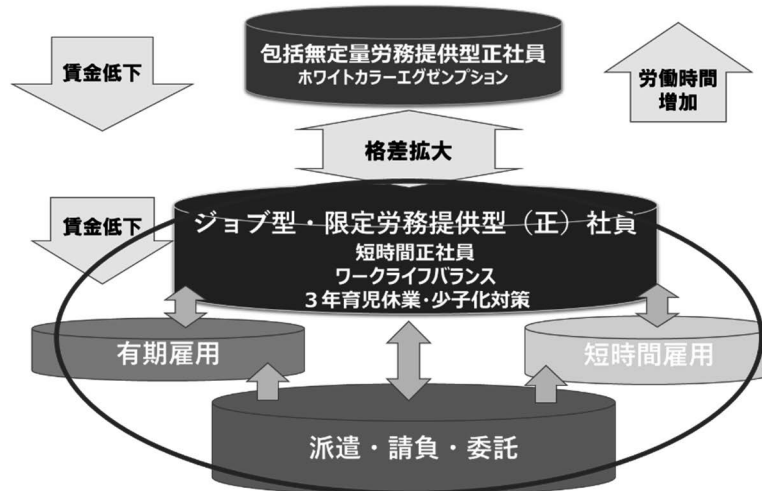 包括無定量労務提供型正社員
ホワイトカラーエグゼンプション
賃金低下
労働時間
増加
格差拡大
賃金低下
ジョブ型・限定労務提供型（正）社員
短時間正社員
ワークライフバランス
３年育児休業・少子化対策
有期雇用
短時間雇用
派遣・請負・委託